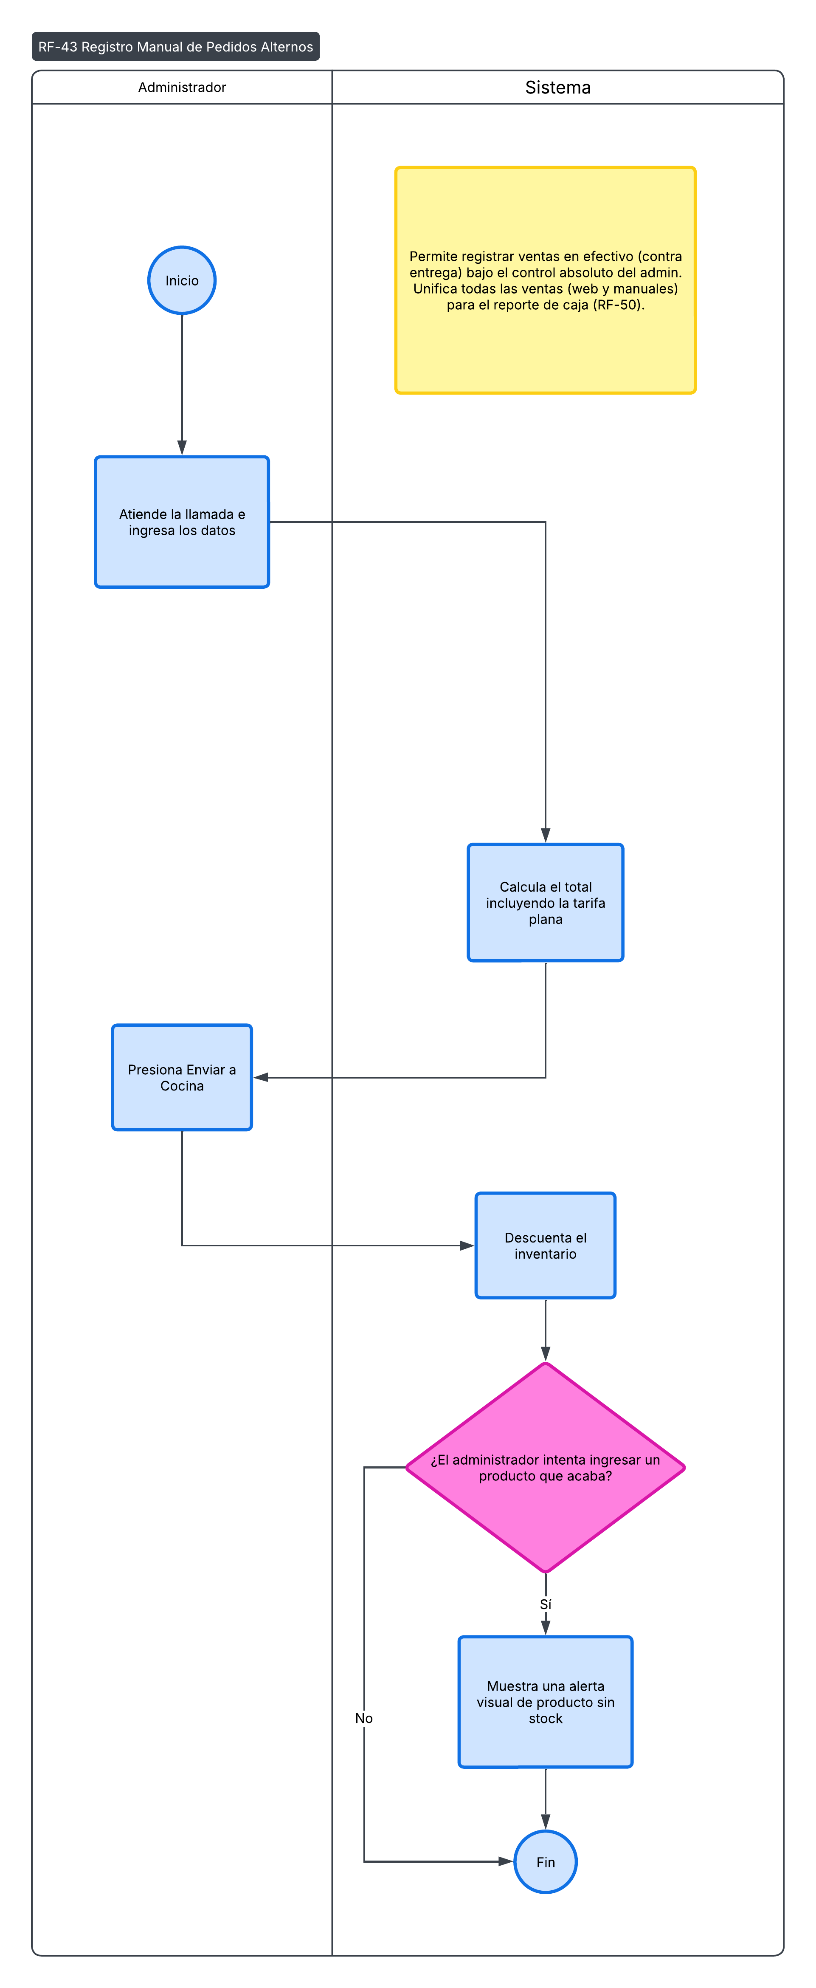 RF-43 Registro Manual de Pedidos Alternos
Administrador
Sistema
Permite registrar ventas en efectivo (contra
entrega) bajo el control absoluto del admin.
Unifica todas las ventas (web y manuales)
para el reporte de caja (RF-50).
Inicio
Atiende la llamada e
ingresa los datos
Calcula el total
incluyendo la tarifa
plana
Presiona Enviar a
Cocina
Descuenta el
inventario
¿El administrador intenta ingresar un
producto que acaba?
Sí
Muestra una alerta
visual de producto sin
stock
No
Fin